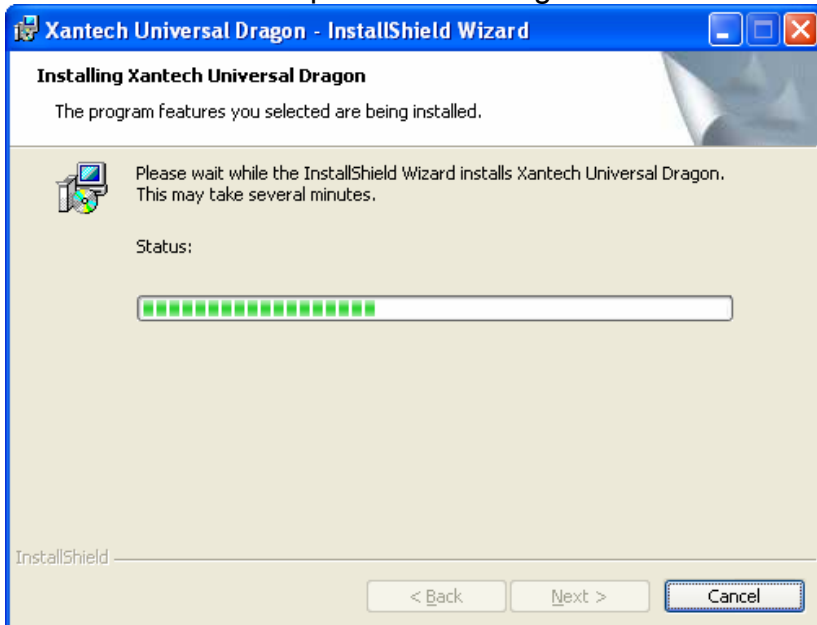 Xantech Universal Dragon - InstallShield Wizard
Installing Xantech Universal Dragon
The program features you selected are being installed.
Please wait while the InstallShield Wizard installs Xantech Universal Dragon.
This may take several minutes.
Status:
InstallShield
< Back
Next >
Cancel